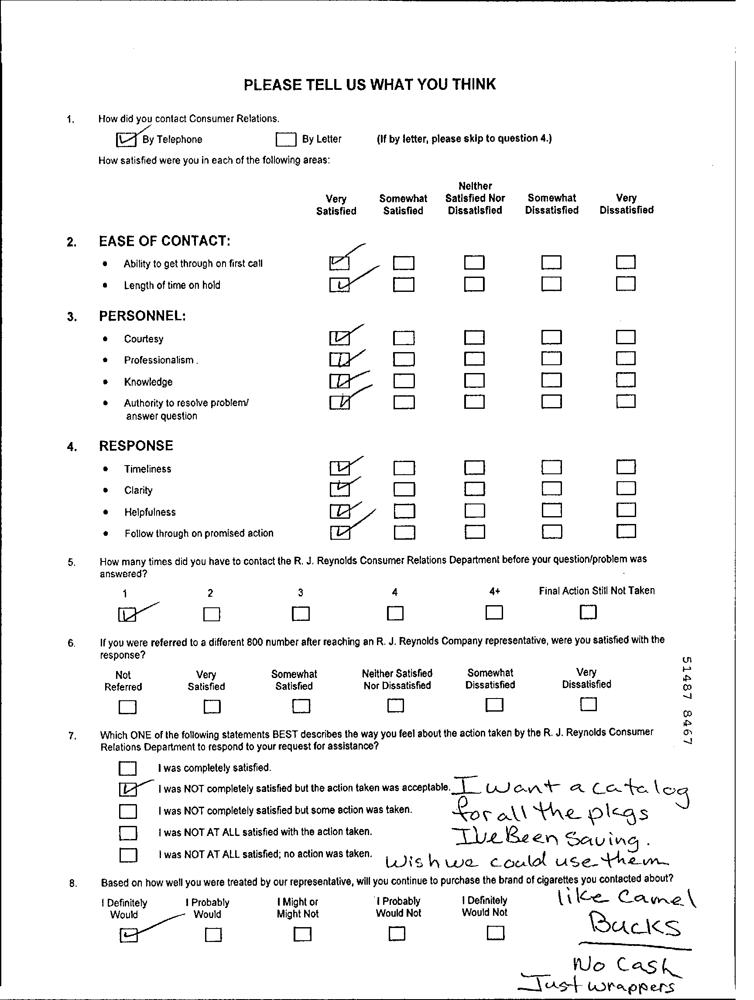 PLEASE TELL US WHAT YOU THINK
1. How did you contact Consumer Relations.
By Telephone By Letter (If by letter, please skip to question 4.)
How satisfied were you in each of the following areas:
Very Satisfied Somewhat Satisfied Neither Satisfied Nor Dissatisfied Somewhat Dissatisfied Very Dissatisfied
2. EASE OF CONTACT:
• Ability to get through on first call
• Length of time on hold
3. PERSONNEL:
• Courtesy
• Professionalism .
• Knowledge
• Authority to resolve problem/
answer question
4. RESPONSE
• Timeliness
• Clarity
• Helpfulness
• Follow through on promised action
5. How many times did you have to contact the R. J. Reynolds Consumer Relations Department before your question/problem was
answered?
1 2 3 4 4+ Final Action Still Not Taken
6. If you were referred to a different 800 number after reaching an R. J. Reynolds Company representative, were you satisfied with the
response?
Not Referred Very Satisfied Somewhat Satisfied Neither Satisfied Nor Dissatisfied Somewhat Dissatisfied Very Dissatisfied
51487 8467
7. Which ONE of the following statements BEST describes the way you feel about the action taken by the R. J. Reynolds Consumer
Relations Department to respond to your request for assistance?
I was completely satisfied.
I was NOT completely satisfied but the action taken was acceptable. I want a catalog
I was NOT completely satisfied but some action was taken. for all the pkgs
I was NOT AT ALL satisfied with the action taken. I've Been Saving.
I was NOT AT ALL satisfied; no action was taken. Wish we could use them
8. Based on how well you were treated by our representative, will you continue to purchase the brand of cigarettes you contacted about?
I Definitely Would I Probably Would I Might or Might Not I Probably Would Not I Definitely Would Not
like Camel
Bucks
No Cash
Just wrappers